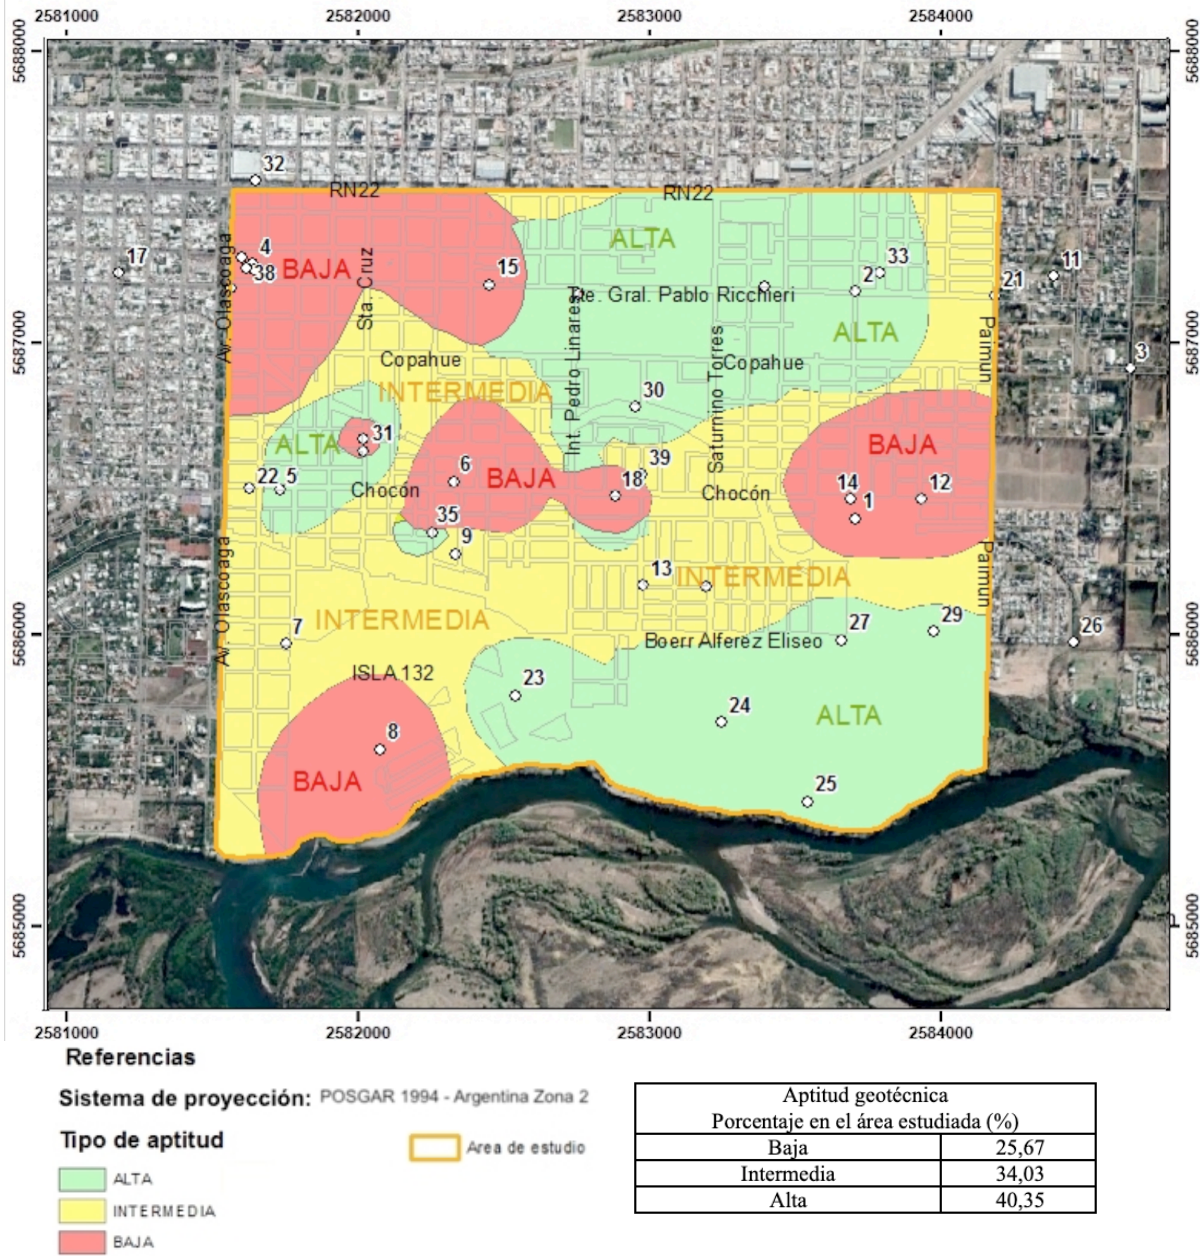 2581000 2582000 2583000 2584000
5688000 5688000
32
RN22 RN22
ALTA
17 4 BAJA 15 33 11
38 2 21
Av. Olascoaga Sta. Cruz
Int. Pedro Linares
Gral. Pablo Ricchieri
ALTA
5687000 5687000
Copahue Copahue Paimun 3
INTERMEDIA
Saturnino Torres
30
ALTA 31 BAJA
6 BAJA 39
22 5 Chocón 18 Chocón 14 12
35 1
9
Av. Olascoaga Paimun
13 INTERMEDIA
INTERMEDIA
7 27 29 26
5686000 5686000
Boerr Alferez Eliseo
ISLA 132
23
24 ALTA
8
BAJA
25
5685000 5685000
2581000 2582000 2583000 2584000
Referencias
Sistema de proyección: POSGAR 1994 - Argentina Zona 2
Tipo de aptitud
Area de estudio
ALTA
INTERMEDIA
BAJA
Aptitud geotécnica
Porcentaje en el área estudiada (%)
Baja 25,67
Intermedia 34,03
Alta 40,35